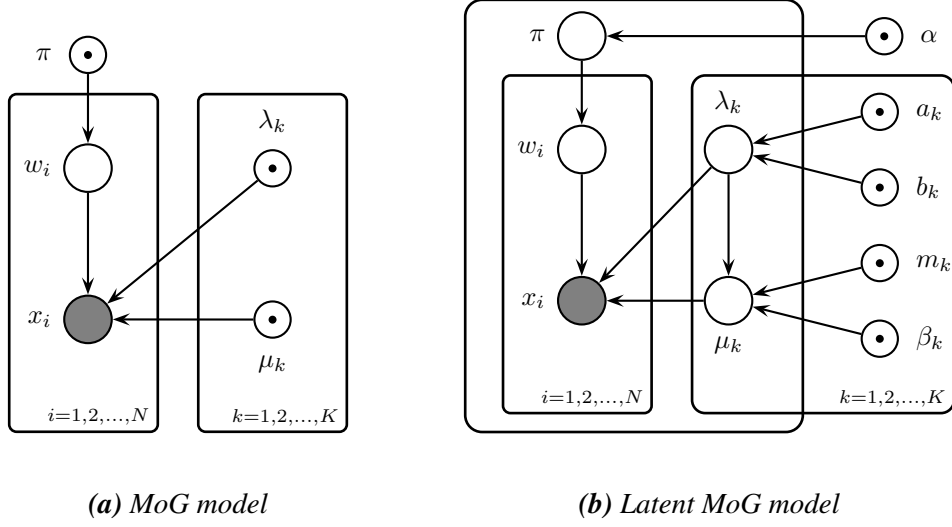 π
w_i
x_i
i=1,2,...,N
λ_k
μ_k
k=1,2,...,K
(a) MoG model
π
α
w_i
x_i
i=1,2,...,N
λ_k
μ_k
a_k
b_k
m_k
β_k
k=1,2,...,K
(b) Latent MoG model